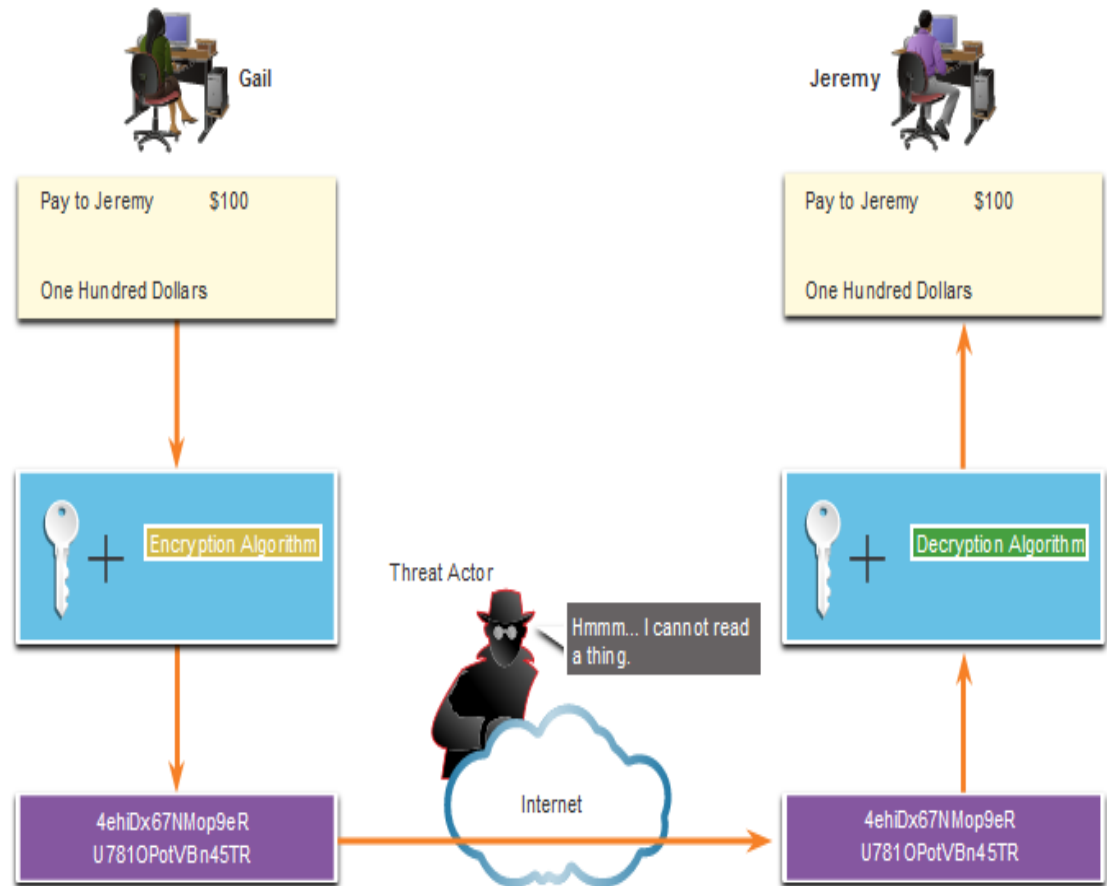 Gail
Jeremy
Pay to Jeremy $100
One Hundred Dollars
Pay to Jeremy $100
One Hundred Dollars
Encryption Algorithm
Decryption Algorithm
Threat Actor
Hmmm... I cannot read
a thing.
Internet
4ehiDx67NMop9eR
U781OPotVBn45TR
4ehiDx67NMop9eR
U781OPotVBn45TR